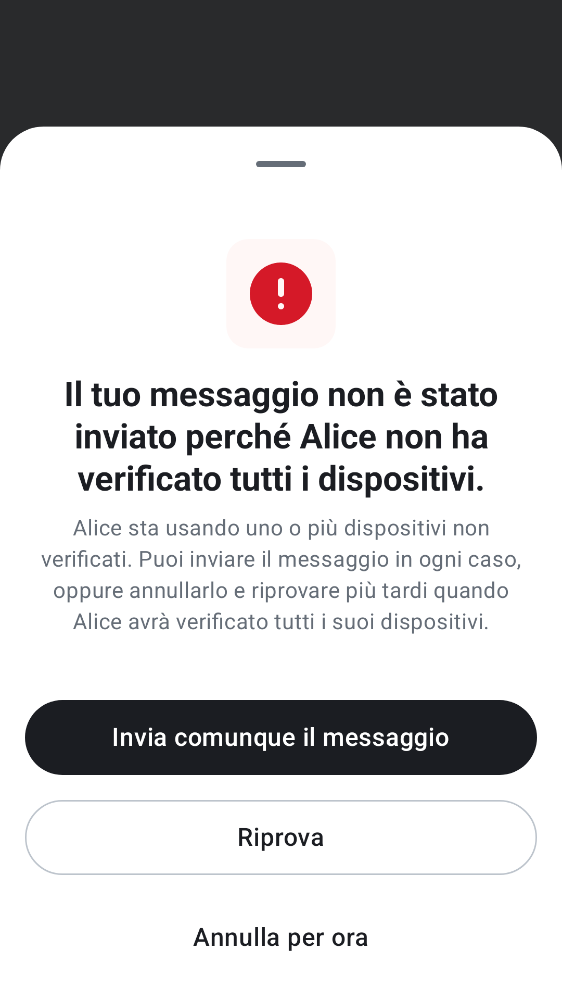 Il tuo messaggio non è stato
inviato perché Alice non ha
verificato tutti i dispositivi.
Alice sta usando uno o più dispositivi non
verificati. Puoi inviare il messaggio in ogni caso,
oppure annullarlo e riprovare più tardi quando
Alice avrà verificato tutti i suoi dispositivi.
Invia comunque il messaggio
Riprova
Annulla per ora